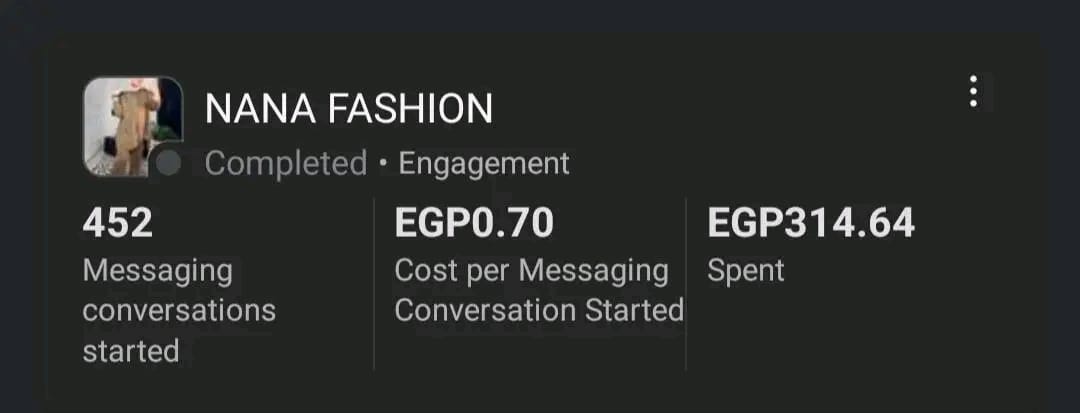 NANA FASHION
Completed • Engagement
452
Messaging
conversations
started
EGP0.70
Cost per Messaging
Conversation Started
EGP314.64
Spent